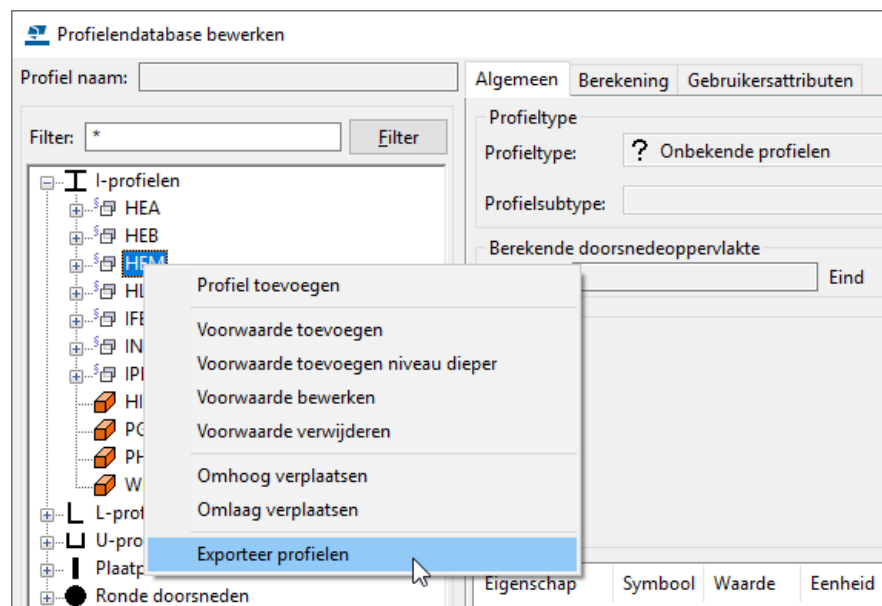 Profielendatabase bewerken
Profiel naam:
Filter: * Filter
I-profielen
HEA
HEB
HEM
Profiel toevoegen
Voorwaarde toevoegen
Voorwaarde toevoegen niveau dieper
Voorwaarde bewerken
Voorwaarde verwijderen
Omhoog verplaatsen
Omlaag verplaatsen
Exporteer profielen
Ronde doorsneden
Algemeen Berekening Gebruikersattributen
Profieltype
Profieltype: ? Onbekende profielen
Profielsubtype:
Berekende doorsnedeoppervlakte
Eind
Eigenschap Symbool Waarde Eenheid